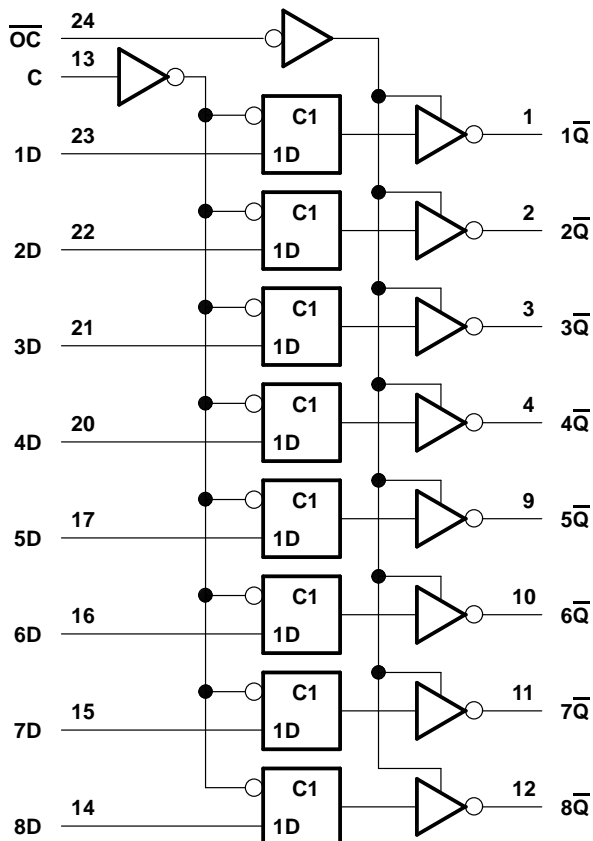 O̅C̅ 24
C 13
C1
1D 23 1D 1 1Q̅
C1
2D 22 1D 2 2Q̅
C1
3D 21 1D 3 3Q̅
C1
4D 20 1D 4 4Q̅
C1
5D 17 1D 9 5Q̅
C1
6D 16 1D 10 6Q̅
C1
7D 15 1D 11 7Q̅
C1
8D 14 1D 12 8Q̅